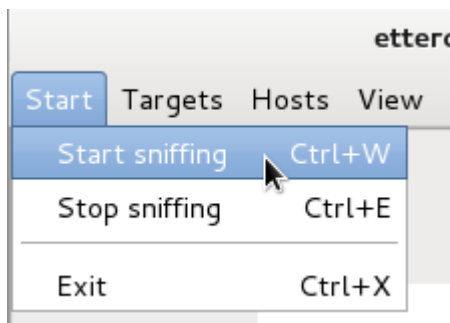 etterc
Start Targets Hosts View
Start sniffing Ctrl+W
Stop sniffing Ctrl+E
Exit Ctrl+X